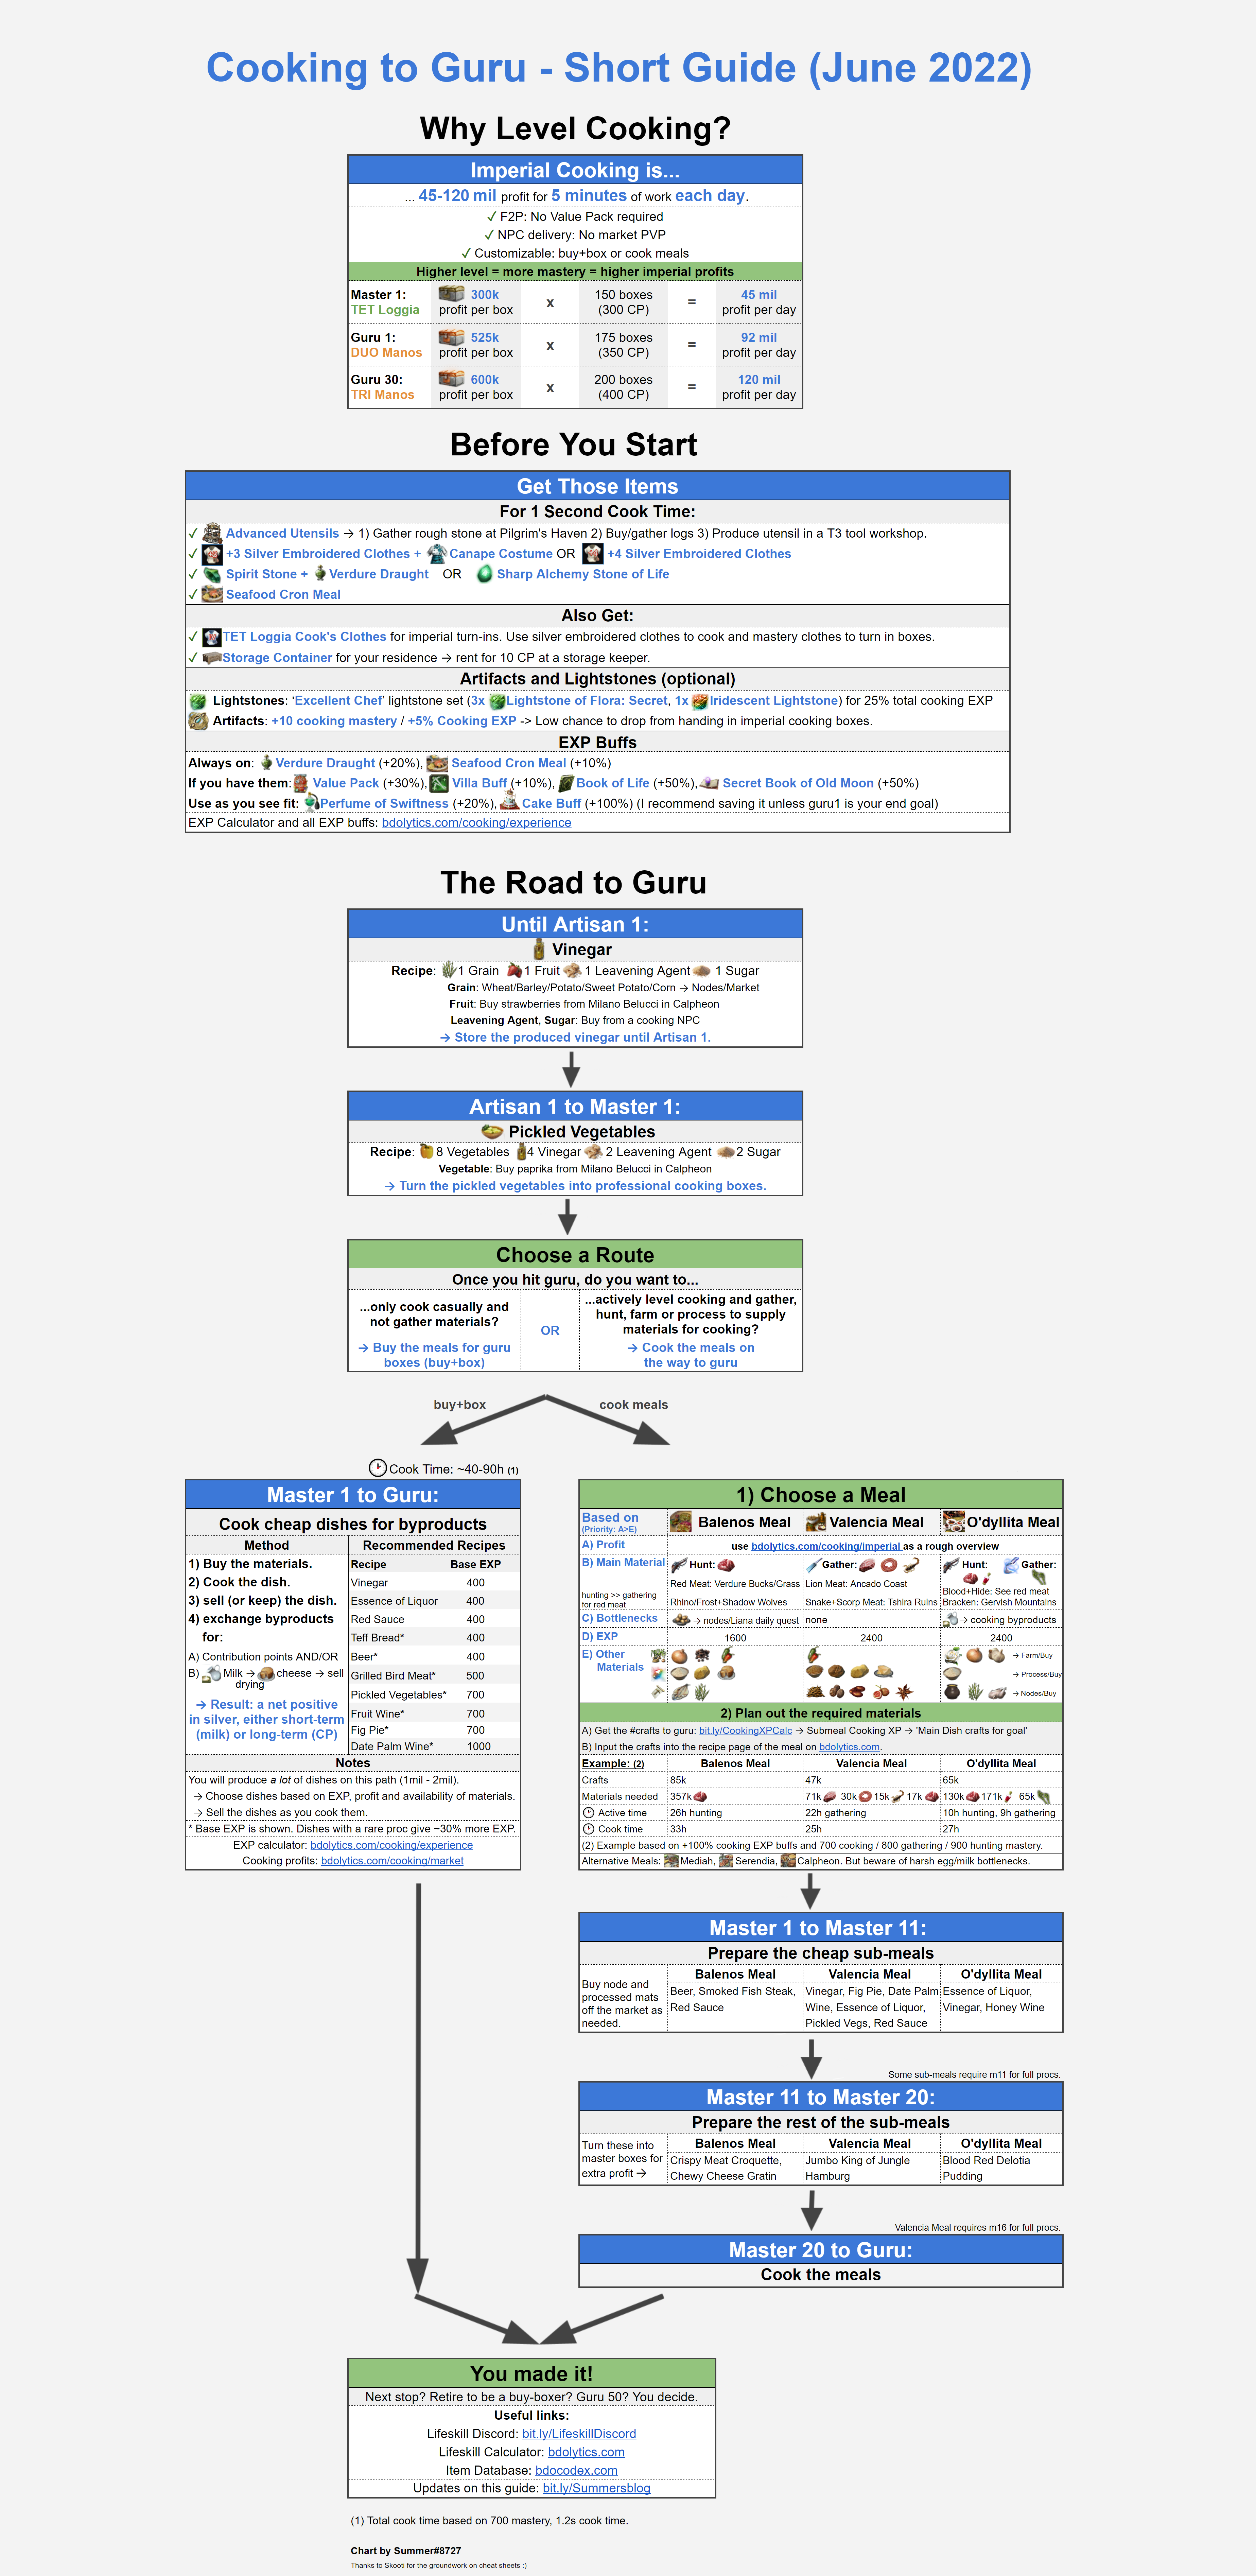 Cooking to Guru - Short Guide (June 2022)
Why Level Cooking?
Imperial Cooking is...
... 45-120 mil profit for 5 minutes of work each day.
✓ F2P: No Value Pack required
✓ NPC delivery: No market PVP
✓ Customizable: buy+box or cook meals
Higher level = more mastery = higher imperial profits
Master 1:
TET Loggia
300k
profit per box
x
150 boxes
(300 CP)
=
45 mil
profit per day
Guru 1:
DUO Manos
525k
profit per box
x
175 boxes
(350 CP)
=
92 mil
profit per day
Guru 30:
TRI Manos
600k
profit per box
x
200 boxes
(400 CP)
=
120 mil
profit per day
Before You Start
Get Those Items
For 1 Second Cook Time:
✓ Advanced Utensils → 1) Gather rough stone at Pilgrim's Haven 2) Buy/gather logs 3) Produce utensil in a T3 tool workshop.
✓ +3 Silver Embroidered Clothes + Canape Costume OR +4 Silver Embroidered Clothes
✓ Spirit Stone + Verdure Draught OR Sharp Alchemy Stone of Life
✓ Seafood Cron Meal
Also Get:
✓ TET Loggia Cook's Clothes for imperial turn-ins. Use silver embroidered clothes to cook and mastery clothes to turn in boxes.
✓ Storage Container for your residence → rent for 10 CP at a storage keeper.
Artifacts and Lightstones (optional)
Lightstones: ‘Excellent Chef’ lightstone set (3x Lightstone of Flora: Secret, 1x Iridescent Lightstone) for 25% total cooking EXP
Artifacts: +10 cooking mastery / +5% Cooking EXP -> Low chance to drop from handing in imperial cooking boxes.
EXP Buffs
Always on: Verdure Draught (+20%), Seafood Cron Meal (+10%)
If you have them: Value Pack (+30%), Villa Buff (+10%), Book of Life (+50%), Secret Book of Old Moon (+50%)
Use as you see fit: Perfume of Swiftness (+20%), Cake Buff (+100%) (I recommend saving it unless guru1 is your end goal)
EXP Calculator and all EXP buffs: bdolytics.com/cooking/experience
The Road to Guru
Until Artisan 1:
Vinegar
Recipe: 1 Grain 1 Fruit 1 Leavening Agent 1 Sugar
Grain: Wheat/Barley/Potato/Sweet Potato/Corn → Nodes/Market
Fruit: Buy strawberries from Milano Belucci in Calpheon
Leavening Agent, Sugar: Buy from a cooking NPC
→ Store the produced vinegar until Artisan 1.
Artisan 1 to Master 1:
Pickled Vegetables
Recipe: 8 Vegetables 4 Vinegar 2 Leavening Agent 2 Sugar
Vegetable: Buy paprika from Milano Belucci in Calpheon
→ Turn the pickled vegetables into professional cooking boxes.
Choose a Route
Once you hit guru, do you want to...
...only cook casually and
not gather materials?
→ Buy the meals for guru
boxes (buy+box)
OR
...actively level cooking and gather,
hunt, farm or process to supply
materials for cooking?
→ Cook the meals on
the way to guru
buy+box
cook meals
Cook Time: ~40-90h (1)
Master 1 to Guru:
Cook cheap dishes for byproducts
Method
1) Buy the materials.
2) Cook the dish.
3) sell (or keep) the dish.
4) exchange byproducts
for:
A) Contribution points AND/OR
B) Milk → cheese → sell
drying
→ Result: a net positive
in silver, either short-term
(milk) or long-term (CP)
Recommended Recipes
Recipe Base EXP
Vinegar 400
Essence of Liquor 400
Red Sauce 400
Teff Bread* 400
Beer* 400
Grilled Bird Meat* 500
Pickled Vegetables* 700
Fruit Wine* 700
Fig Pie* 700
Date Palm Wine* 1000
Notes
You will produce a lot of dishes on this path (1mil - 2mil).
→ Choose dishes based on EXP, profit and availability of materials.
→ Sell the dishes as you cook them.
* Base EXP is shown. Dishes with a rare proc give ~30% more EXP.
EXP calculator: bdolytics.com/cooking/experience
Cooking profits: bdolytics.com/cooking/market
1) Choose a Meal
Based on
(Priority: A>E)
Balenos Meal
Valencia Meal
O'dyllita Meal
A) Profit
use bdolytics.com/cooking/imperial as a rough overview
B) Main Material
hunting >> gathering
for red meat
Hunt:
Red Meat: Verdure Bucks/Grass
Rhino/Frost+Shadow Wolves
Gather:
Lion Meat: Ancado Coast
Snake+Scorp Meat: Tshira Ruins
Hunt: Gather:
Blood+Hide: See red meat
Bracken: Gervish Mountains
C) Bottlenecks
→ nodes/Liana daily quest
none
→ cooking byproducts
D) EXP
1600
2400
2400
E) Other
Materials
→ Farm/Buy
→ Process/Buy
→ Nodes/Buy
2) Plan out the required materials
A) Get the #crafts to guru: bit.ly/CookingXPCalc → Submeal Cooking XP → 'Main Dish crafts for goal'
B) Input the crafts into the recipe page of the meal on bdolytics.com.
Example: (2) Balenos Meal Valencia Meal O'dyllita Meal
Crafts 85k 47k 65k
Materials needed 357k 71k 30k 15k 17k 130k 171k 65k
Active time 26h hunting 22h gathering 10h hunting, 9h gathering
Cook time 33h 25h 27h
(2) Example based on +100% cooking EXP buffs and 700 cooking / 800 gathering / 900 hunting mastery.
Alternative Meals: Mediah, Serendia, Calpheon. But beware of harsh egg/milk bottlenecks.
Master 1 to Master 11:
Prepare the cheap sub-meals
Buy node and
processed mats
off the market as
needed.
Balenos Meal
Beer, Smoked Fish Steak,
Red Sauce
Valencia Meal
Vinegar, Fig Pie, Date Palm
Wine, Essence of Liquor,
Pickled Vegs, Red Sauce
O'dyllita Meal
Essence of Liquor,
Vinegar, Honey Wine
Some sub-meals require m11 for full procs.
Master 11 to Master 20:
Prepare the rest of the sub-meals
Turn these into
master boxes for
extra profit →
Balenos Meal
Crispy Meat Croquette,
Chewy Cheese Gratin
Valencia Meal
Jumbo King of Jungle
Hamburg
O'dyllita Meal
Blood Red Delotia
Pudding
Valencia Meal requires m16 for full procs.
Master 20 to Guru:
Cook the meals
You made it!
Next stop? Retire to be a buy-boxer? Guru 50? You decide.
Useful links:
Lifeskill Discord: bit.ly/LifeskillDiscord
Lifeskill Calculator: bdolytics.com
Item Database: bdocodex.com
Updates on this guide: bit.ly/Summersblog
(1) Total cook time based on 700 mastery, 1.2s cook time.
Chart by Summer#8727
Thanks to Skooti for the groundwork on cheat sheets :)